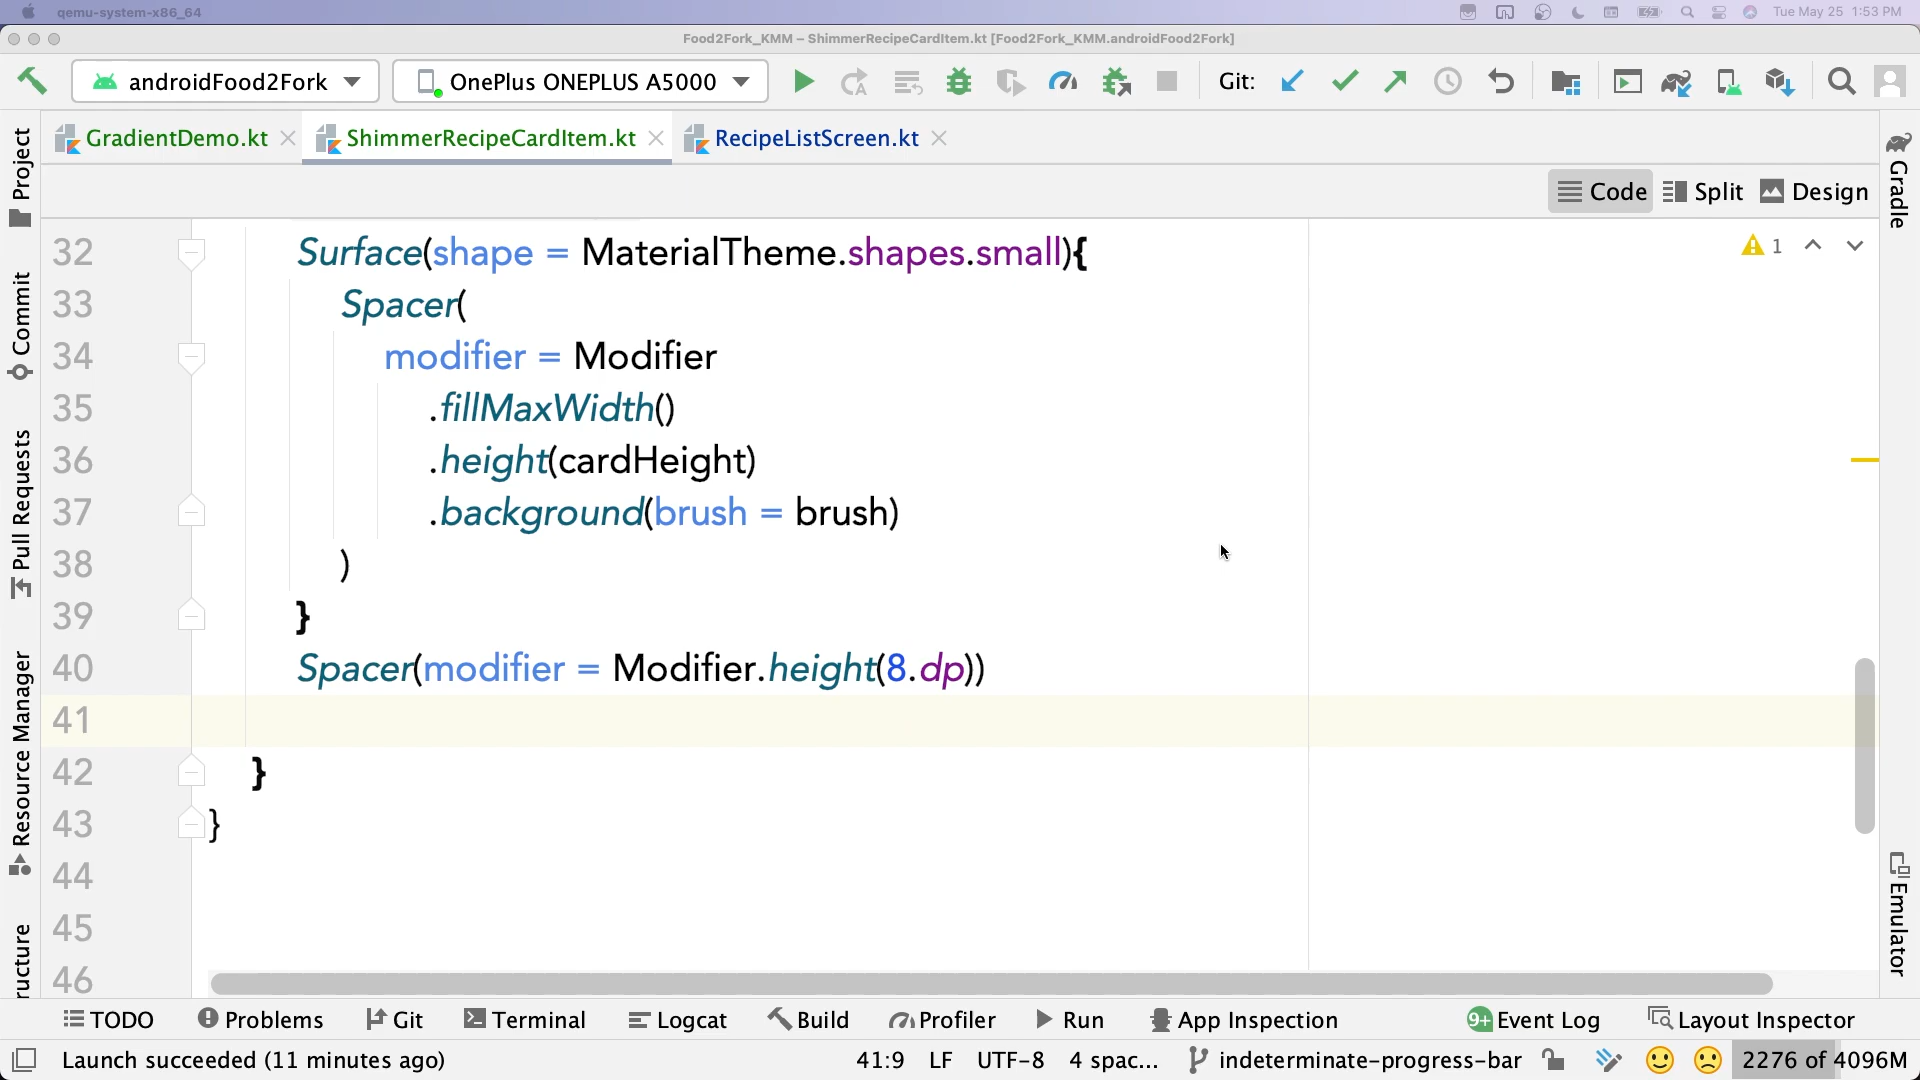 qemu-system-x86_64
Tue May 25 1:53 PM
Food2Fork_KMM – ShimmerRecipeCardItem.kt [Food2Fork_KMM.androidFood2Fork]
androidFood2Fork
OnePlus ONEPLUS A5000
Git:
GradientDemo.kt
ShimmerRecipeCardItem.kt
RecipeListScreen.kt
Code
Split
Design
Project
Commit
Pull Requests
Resource Manager
ructure
Gradle
Emulator
1
32 Surface(shape = MaterialTheme.shapes.small){
33 Spacer(
34 modifier = Modifier
35 .fillMaxWidth()
36 .height(cardHeight)
37 .background(brush = brush)
38 )
39 }
40 Spacer(modifier = Modifier.height(8.dp))
41
42 }
43 }
44
45
46
TODO
Problems
Git
Terminal
Logcat
Build
Profiler
Run
App Inspection
9+ Event Log
Layout Inspector
Launch succeeded (11 minutes ago)
41:9
LF
UTF-8
4 spac...
indeterminate-progress-bar
2276 of 4096M